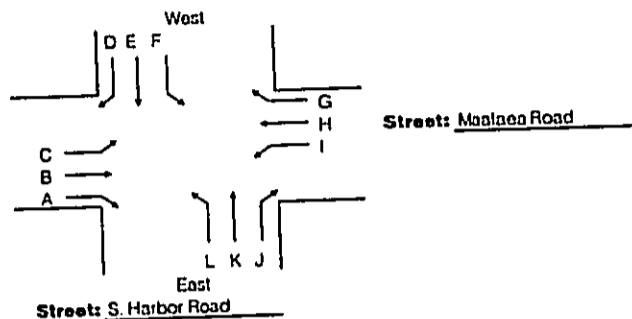 West
D E F
G
H
Street: Maalaea Road
I
C
B
A
L K J
East
Street: S. Harbor Road